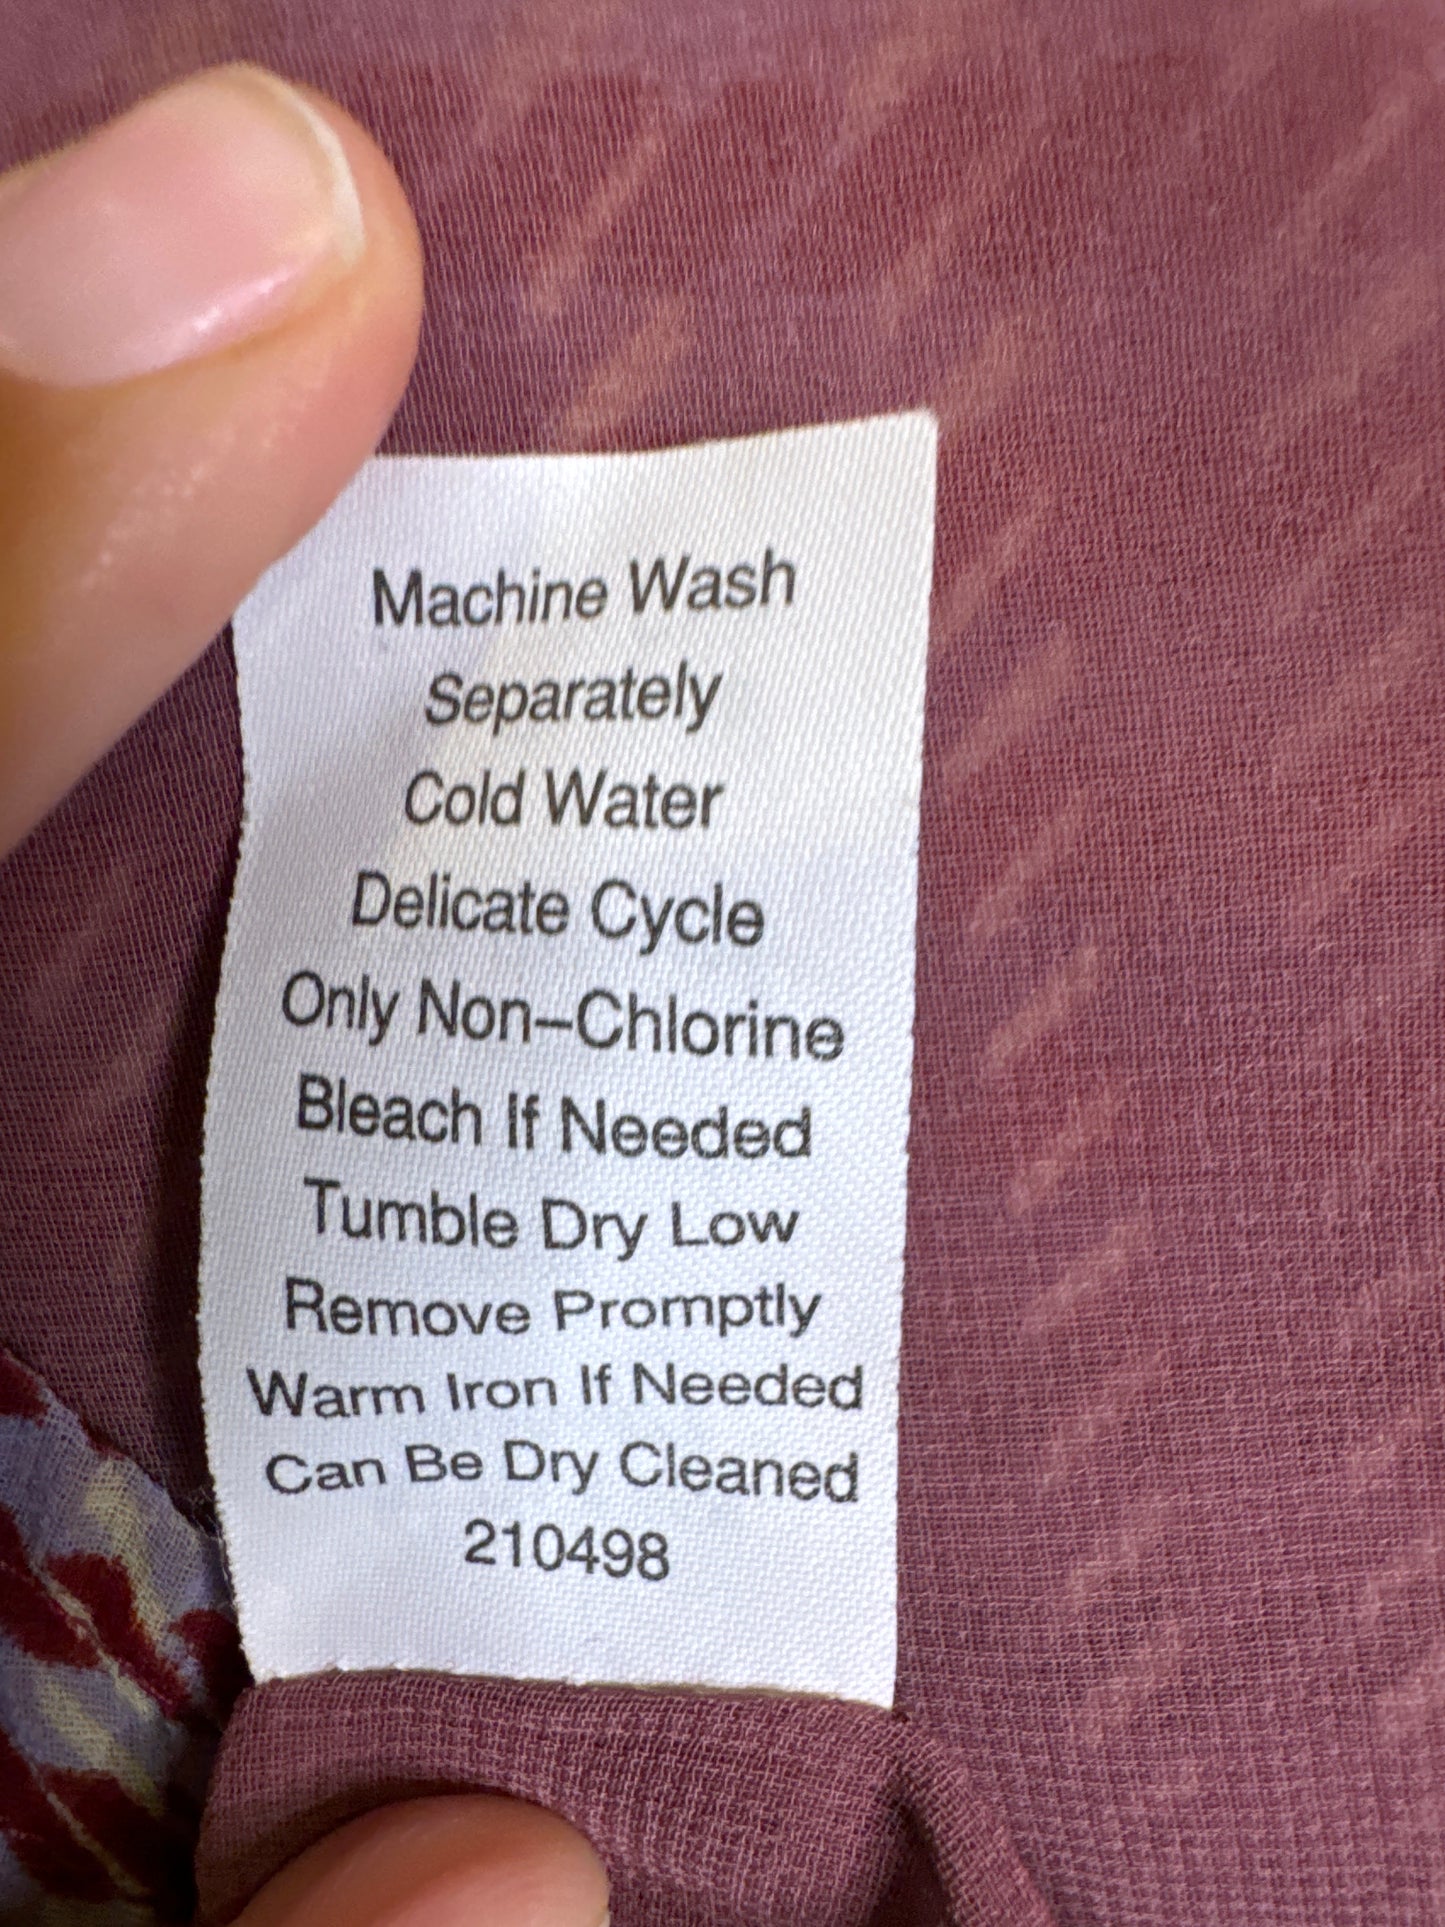 Machine Wash
Separately
Cold Water
Delicate Cycle
Only Non-Chlorine
Bleach If Needed
Tumble Dry Low
Remove Promptly
Warm Iron If Needed
Can Be Dry Cleaned
210498